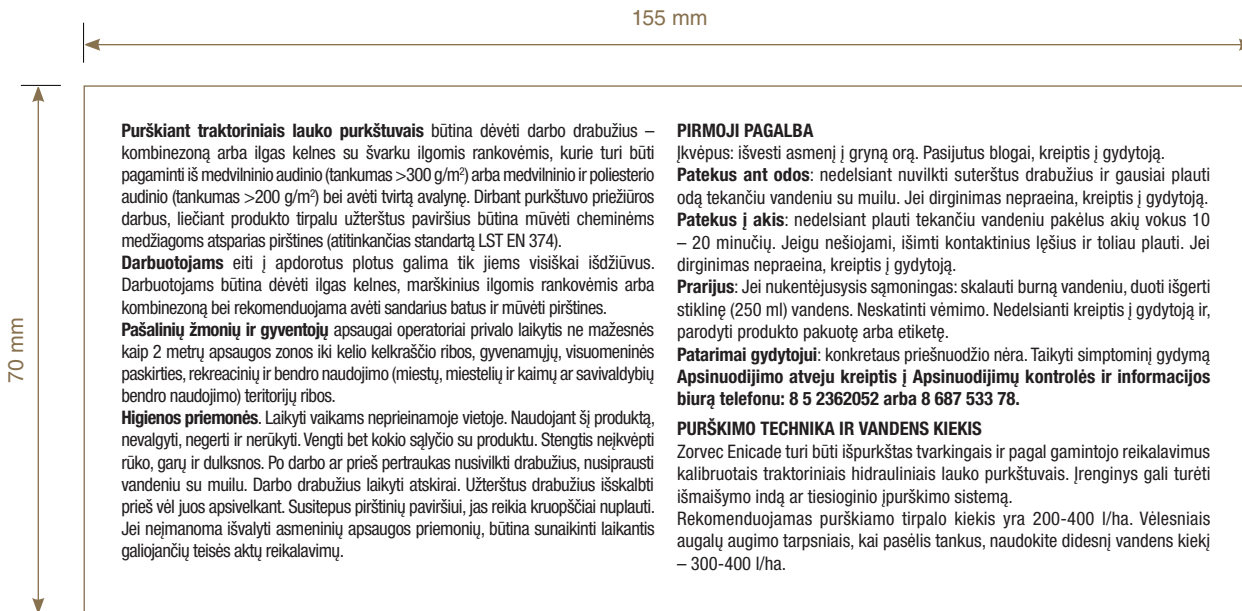 155 mm
70 mm
Purškiant traktoriniais lauko purkštuvais būtina dėvėti darbo drabužius –
kombinezoną arba ilgas kelnes su švarku ilgomis rankovėmis, kurie turi būti
pagaminti iš medvilninio audinio (tankumas >300 g/m²) arba medvilninio ir poliesterio
audinio (tankumas >200 g/m²) bei avėti tvirtą avalynę. Dirbant purkštuvo priežiūros
darbus, liečiant produkto tirpalu užterštus paviršius būtina mūvėti cheminėms
medžiagoms atsparias pirštines (atitinkančias standartą LST EN 374).
Darbuotojams eiti į apdorotus plotus galima tik jiems visiškai išdžiūvus.
Darbuotojams būtina dėvėti ilgas kelnes, marškinius ilgomis rankovėmis arba
kombinezoną bei rekomenduojama avėti sandarius batus ir mūvėti pirštines.
Pašalinių žmonių ir gyventojų apsaugai operatoriai privalo laikytis ne mažesnės
kaip 2 metrų apsaugos zonos iki kelio kelkraščio ribos, gyvenamųjų, visuomeninės
paskirties, rekreacinių ir bendro naudojimo (miestų, miestelių ir kaimų ar savivaldybių
bendro naudojimo) teritorijų ribos.
Higienos priemonės. Laikyti vaikams neprieinamoje vietoje. Naudojant šį produktą,
nevalgyti, negerti ir nerūkyti. Vengti bet kokio sąlyčio su produktu. Stengtis neįkvėpti
rūko, garų ir dulksnos. Po darbo ar prieš pertraukas nusivilkti drabužius, nusiprausti
vandeniu su muilu. Darbo drabužius laikyti atskirai. Užterštus drabužius išskalbti
prieš vėl juos apsivelkant. Susitepus pirštinių paviršiui, jas reikia kruopščiai nuplauti.
Jei neįmanoma išvalyti asmeninių apsaugos priemonių, būtina sunaikinti laikantis
galiojančių teisės aktų reikalavimų.
PIRMOJI PAGALBA
Įkvėpus: išvesti asmenį į gryną orą. Pasijutus blogai, kreiptis į gydytoją.
Patekus ant odos: nedelsiant nuvilkti suterštus drabužius ir gausiai plauti
odą tekančiu vandeniu su muilu. Jei dirginimas nepraeina, kreiptis į gydytoją.
Patekus į akis: nedelsiant plauti tekančiu vandeniu pakėlus akių vokus 10
– 20 minučių. Jeigu nešiojami, išimti kontaktinius lęšius ir toliau plauti. Jei
dirginimas nepraeina, kreiptis į gydytoją.
Prarijus: Jei nukentėjusysis sąmoningas: skalauti burną vandeniu, duoti išgerti
stiklinę (250 ml) vandens. Neskatinti vėmimo. Nedelsianti kreiptis į gydytoją ir,
parodyti produkto pakuotę arba etiketę.
Patarimai gydytojui: konkretaus priešnuodžio nėra. Taikyti simptominį gydymą
Apsinuodijimo atveju kreiptis į Apsinuodijimų kontrolės ir informacijos
biurą telefonu: 8 5 2362052 arba 8 687 533 78.
PURŠKIMO TECHNIKA IR VANDENS KIEKIS
Zorvec Enicade turi būti išpurkštas tvarkingais ir pagal gamintojo reikalavimus
kalibruotais traktoriniais hidrauliniais lauko purkštuvais. Įrenginys gali turėti
išmaišymo indą ar tiesioginio įpurškimo sistemą.
Rekomenduojamas purškiamo tirpalo kiekis yra 200-400 l/ha. Vėlesniais
augalų augimo tarpsniais, kai pasėlis tankus, naudokite didesnį vandens kiekį
– 300-400 l/ha.